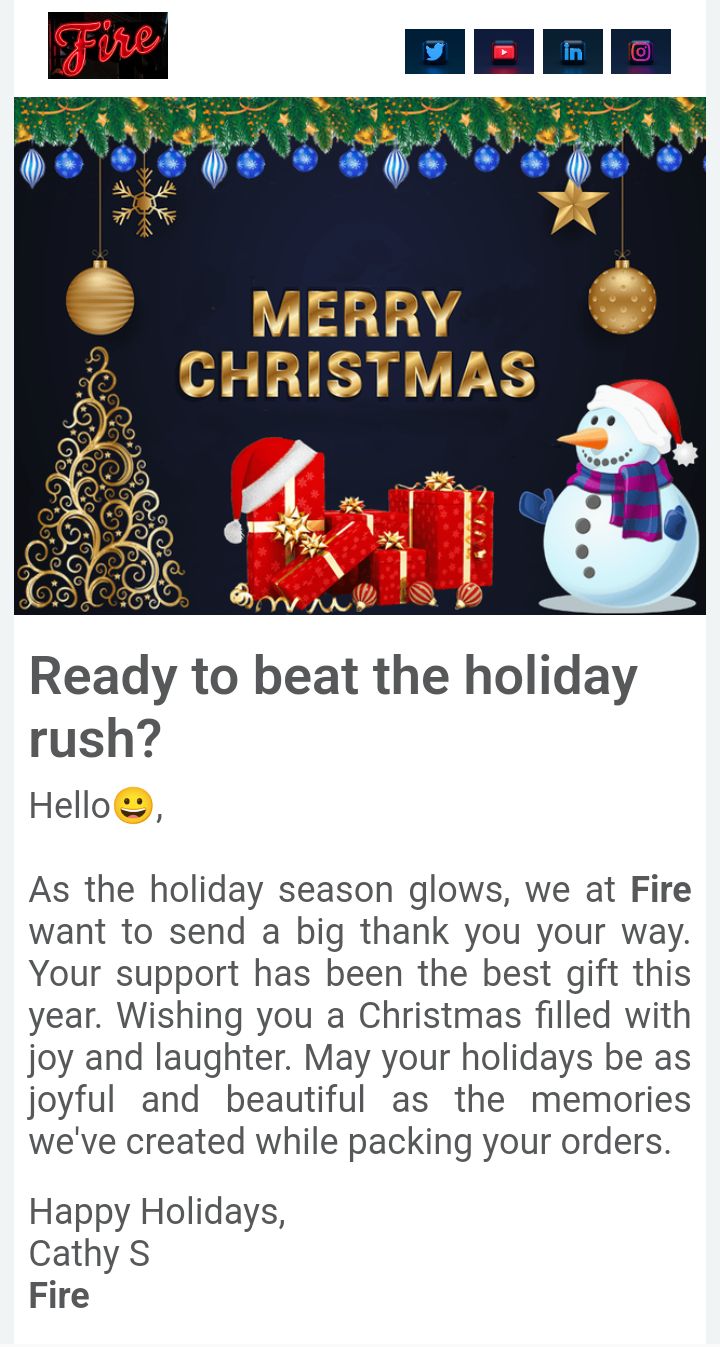 Fire
MERRY
CHRISTMAS
Ready to beat the holiday
rush?
Hello😀,
As the holiday season glows, we at Fire
want to send a big thank you your way.
Your support has been the best gift this
year. Wishing you a Christmas filled with
joy and laughter. May your holidays be as
joyful and beautiful as the memories
we've created while packing your orders.
Happy Holidays,
Cathy S
Fire